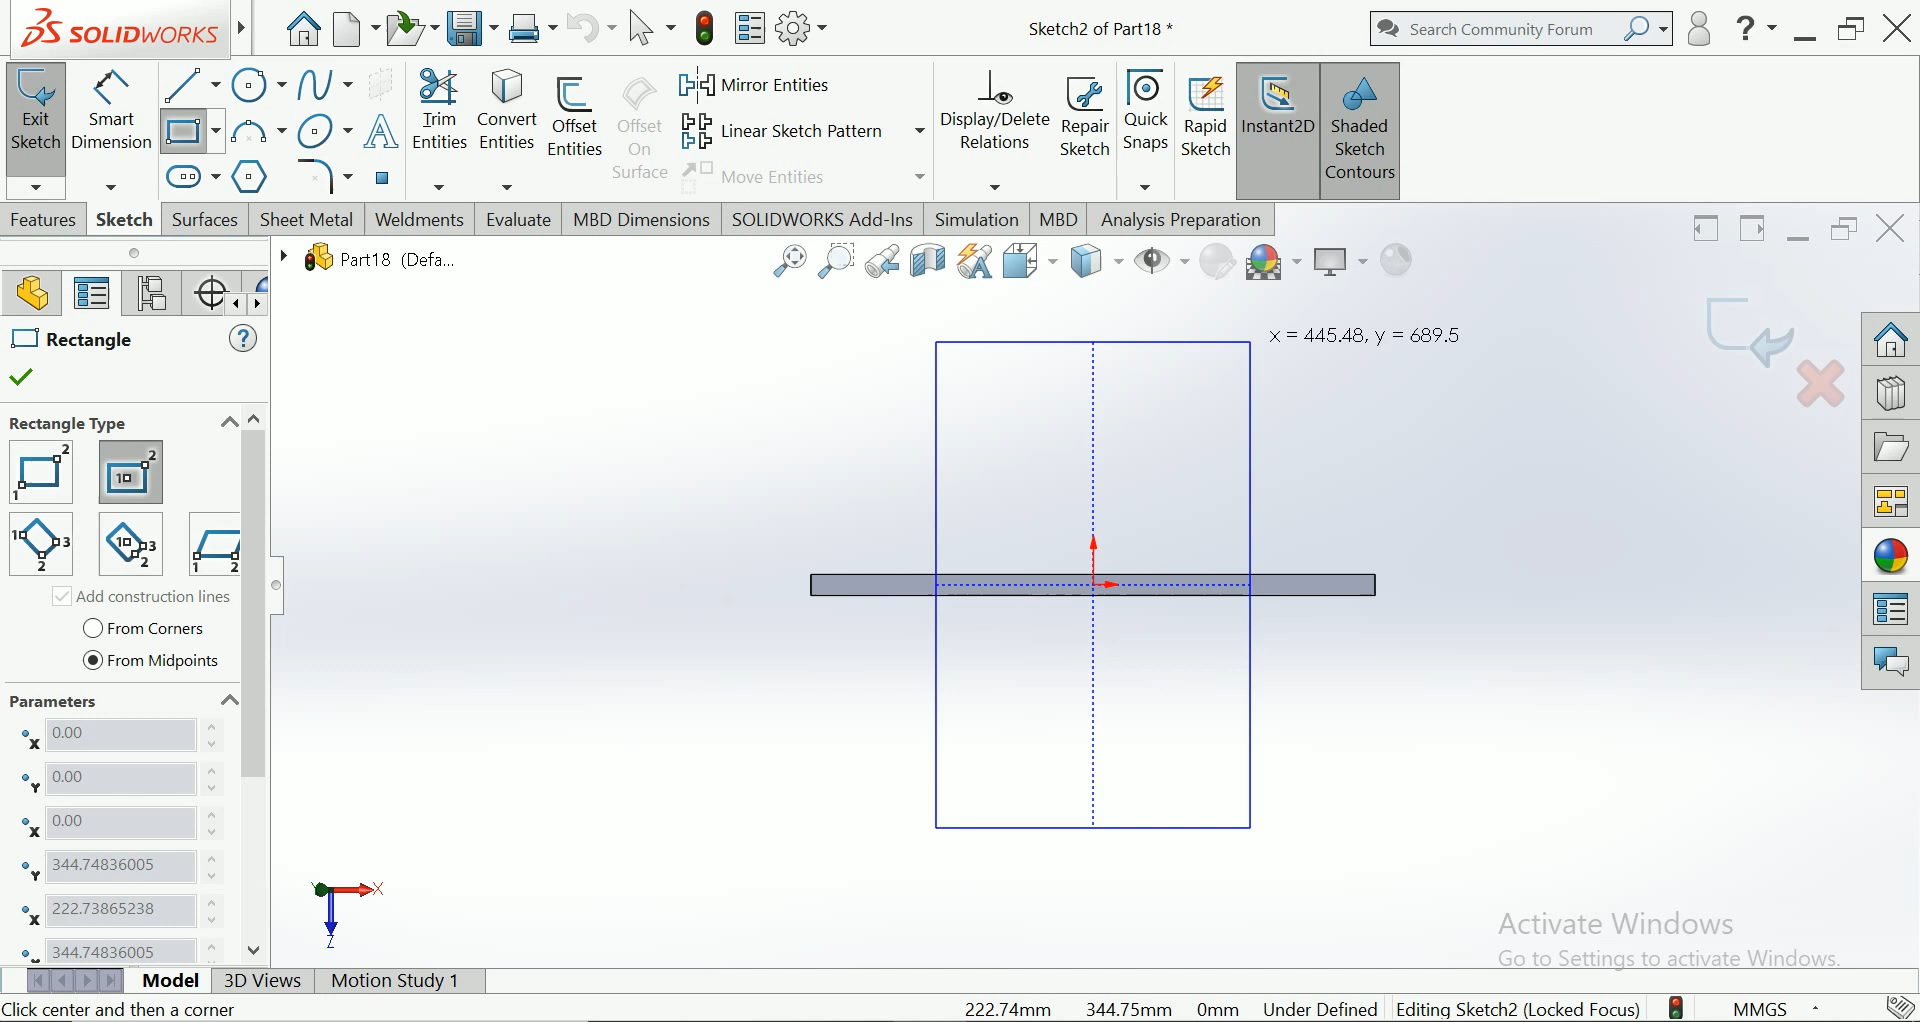 SOLIDWORKS
Sketch2 of Part18 *
Search Community Forum
?
Exit Sketch
Smart Dimension
Trim Entities
Convert Entities
Offset Entities
Offset On Surface
Mirror Entities
Linear Sketch Pattern
Move Entities
Display/Delete Relations
Repair Sketch
Quick Snaps
Rapid Sketch
Instant2D
Shaded Sketch Contours
Features
Sketch
Surfaces
Sheet Metal
Weldments
Evaluate
MBD Dimensions
SOLIDWORKS Add-Ins
Simulation
MBD
Analysis Preparation
Part18 (Defa...
Rectangle
?
Rectangle Type
Add construction lines
From Corners
From Midpoints
Parameters
X 0.00
Y 0.00
X 0.00
Y 344.74836005
X 222.73865238
344.74836005
x = 445.48, y = 689.5
X
Y
Z
Activate Windows
Go to Settings to activate Windows.
Model
3D Views
Motion Study 1
Click center and then a corner
222.74mm 344.75mm 0mm Under Defined Editing Sketch2 (Locked Focus) MMGS